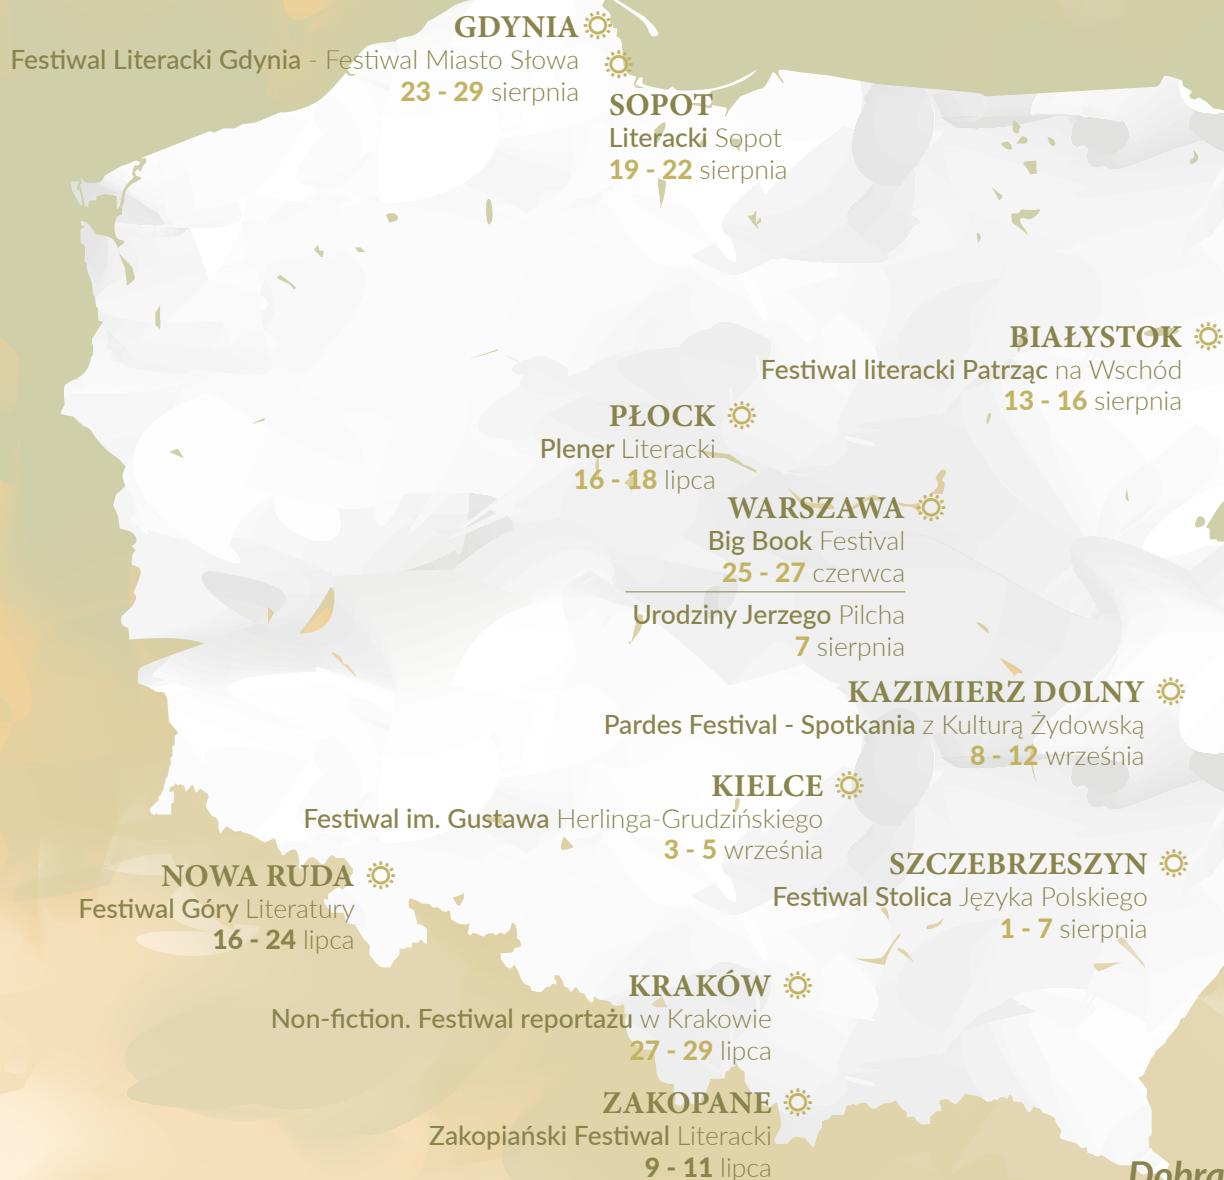 GDYNIA
Festiwal Literacki Gdynia - Festiwal Miasto Słowa
23 - 29 sierpnia
SOPOT
Literacki Sopot
19 - 22 sierpnia
BIAŁYSTOK
Festiwal literacki Patrząc na Wschód
13 - 16 sierpnia
PŁOCK
Plener Literacki
16 - 18 lipca
WARSZAWA
Big Book Festival
25 - 27 czerwca
Urodziny Jerzego Pilcha
7 sierpnia
KAZIMIERZ DOLNY
Pardes Festival - Spotkania z Kulturą Żydowską
8 - 12 września
KIELCE
Festiwal im. Gustawa Herlinga-Grudzińskiego
3 - 5 września
SZCZEBRZESZYN
Festiwal Stolica Języka Polskiego
1 - 7 sierpnia
NOWA RUDA
Festiwal Góry Literatury
16 - 24 lipca
KRAKÓW
Non-fiction. Festiwal reportażu w Krakowie
27 - 29 lipca
ZAKOPANE
Zakopiański Festiwal Literacki
9 - 11 lipca